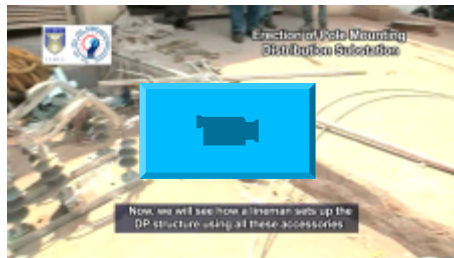 Erection of Pole Mounting
Distribution Substation
Now, we will see how a lineman sets up the
DP structure using all these accessories